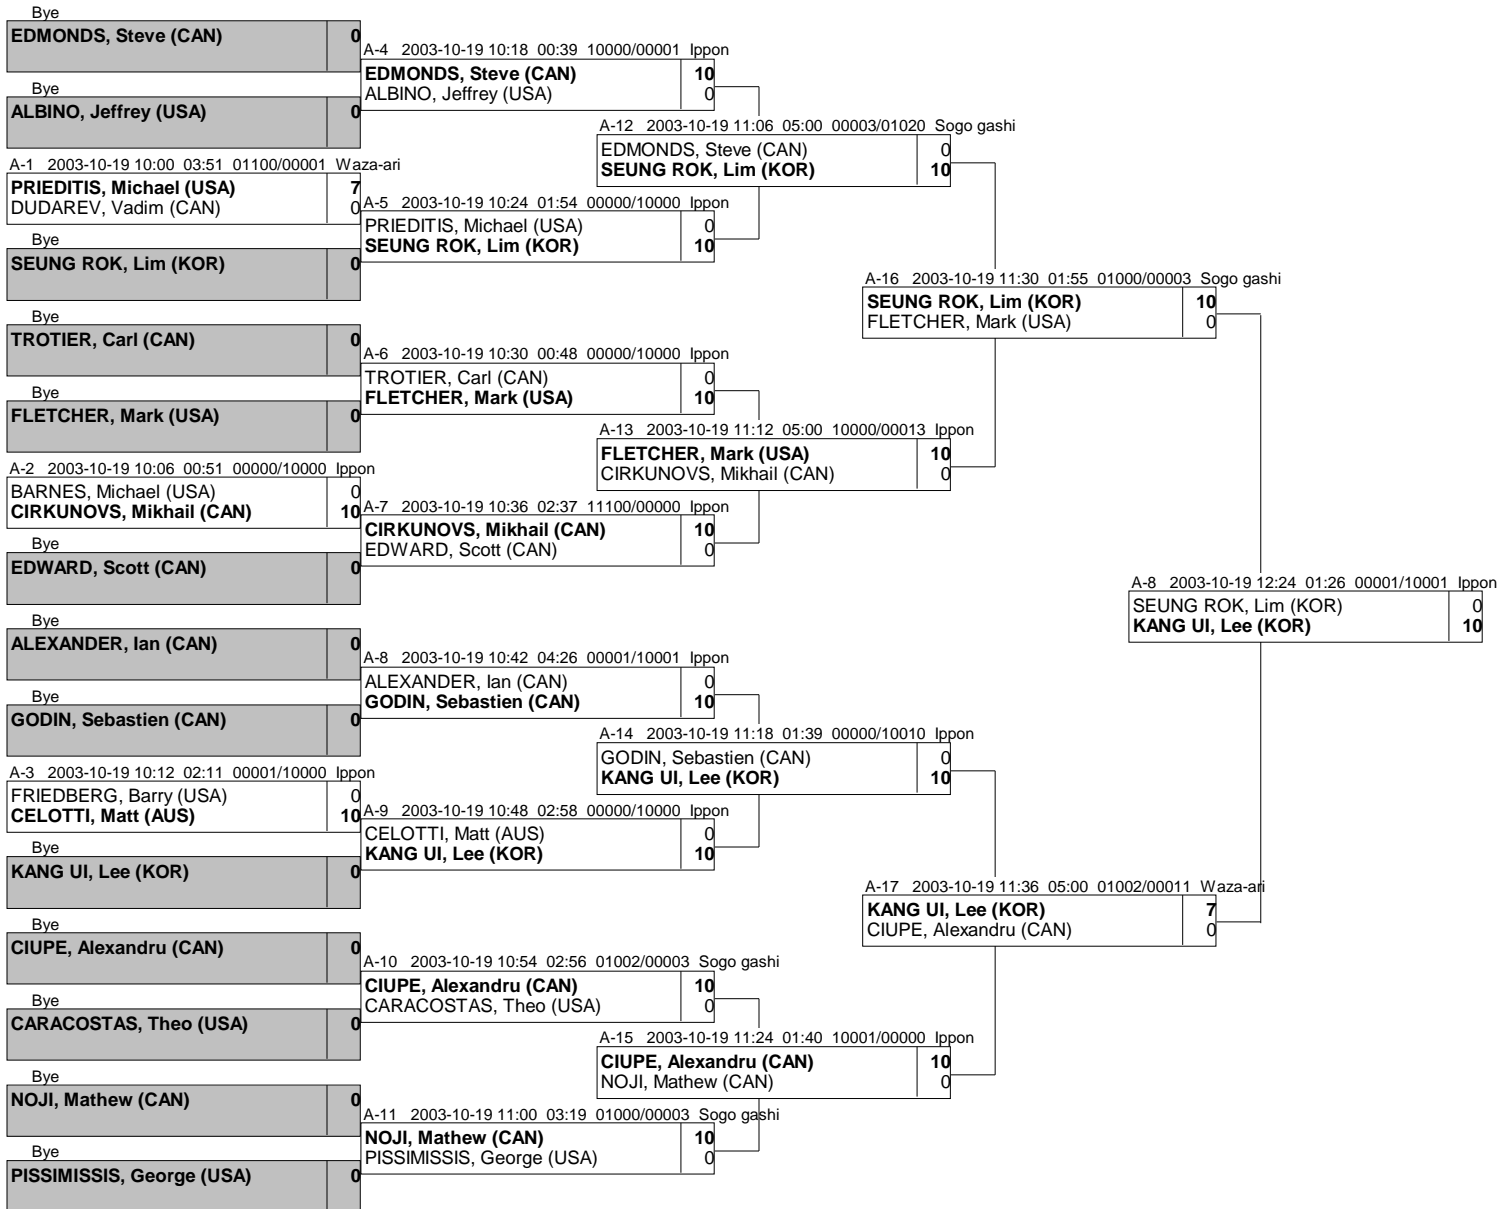 Bye
EDMONDS, Steve (CAN) 0
Bye
ALBINO, Jeffrey (USA) 0
A-1 2003-10-19 10:00 03:51 01100/00001 Waza-ari
PRIEDITIS, Michael (USA) 7
DUDAREV, Vadim (CAN) 0
Bye
SEUNG ROK, Lim (KOR) 0
Bye
TROTIER, Carl (CAN) 0
Bye
FLETCHER, Mark (USA) 0
A-2 2003-10-19 10:06 00:51 00000/10000 Ippon
BARNES, Michael (USA) 0
CIRKUNOVS, Mikhail (CAN) 10
Bye
EDWARD, Scott (CAN) 0
Bye
ALEXANDER, Ian (CAN) 0
Bye
GODIN, Sebastien (CAN) 0
A-3 2003-10-19 10:12 02:11 00001/10000 Ippon
FRIEDBERG, Barry (USA) 0
CELOTTI, Matt (AUS) 10
Bye
KANG UI, Lee (KOR) 0
Bye
CIUPE, Alexandru (CAN) 0
Bye
CARACOSTAS, Theo (USA) 0
Bye
NOJI, Mathew (CAN) 0
Bye
PISSIMISSIS, George (USA) 0
A-4 2003-10-19 10:18 00:39 10000/00001 Ippon
EDMONDS, Steve (CAN) 10
ALBINO, Jeffrey (USA) 0
A-5 2003-10-19 10:24 01:54 00000/10000 Ippon
PRIEDITIS, Michael (USA) 0
SEUNG ROK, Lim (KOR) 10
A-6 2003-10-19 10:30 00:48 00000/10000 Ippon
TROTIER, Carl (CAN) 0
FLETCHER, Mark (USA) 10
A-7 2003-10-19 10:36 02:37 11100/00000 Ippon
CIRKUNOVS, Mikhail (CAN) 10
EDWARD, Scott (CAN) 0
A-8 2003-10-19 10:42 04:26 00001/10001 Ippon
ALEXANDER, Ian (CAN) 0
GODIN, Sebastien (CAN) 10
A-9 2003-10-19 10:48 02:58 00000/10000 Ippon
CELOTTI, Matt (AUS) 0
KANG UI, Lee (KOR) 10
A-10 2003-10-19 10:54 02:56 01002/00003 Sogo gashi
CIUPE, Alexandru (CAN) 10
CARACOSTAS, Theo (USA) 0
A-11 2003-10-19 11:00 03:19 01000/00003 Sogo gashi
NOJI, Mathew (CAN) 10
PISSIMISSIS, George (USA) 0
A-12 2003-10-19 11:06 05:00 00003/01020 Sogo gashi
EDMONDS, Steve (CAN) 0
SEUNG ROK, Lim (KOR) 10
A-13 2003-10-19 11:12 05:00 10000/00013 Ippon
FLETCHER, Mark (USA) 10
CIRKUNOVS, Mikhail (CAN) 0
A-14 2003-10-19 11:18 01:39 00000/10010 Ippon
GODIN, Sebastien (CAN) 0
KANG UI, Lee (KOR) 10
A-15 2003-10-19 11:24 01:40 10001/00000 Ippon
CIUPE, Alexandru (CAN) 10
NOJI, Mathew (CAN) 0
A-16 2003-10-19 11:30 01:55 01000/00003 Sogo gashi
SEUNG ROK, Lim (KOR) 10
FLETCHER, Mark (USA) 0
A-17 2003-10-19 11:36 05:00 01002/00011 Waza-ari
KANG UI, Lee (KOR) 7
CIUPE, Alexandru (CAN) 0
A-8 2003-10-19 12:24 01:26 00001/10001 Ippon
SEUNG ROK, Lim (KOR) 0
KANG UI, Lee (KOR) 10